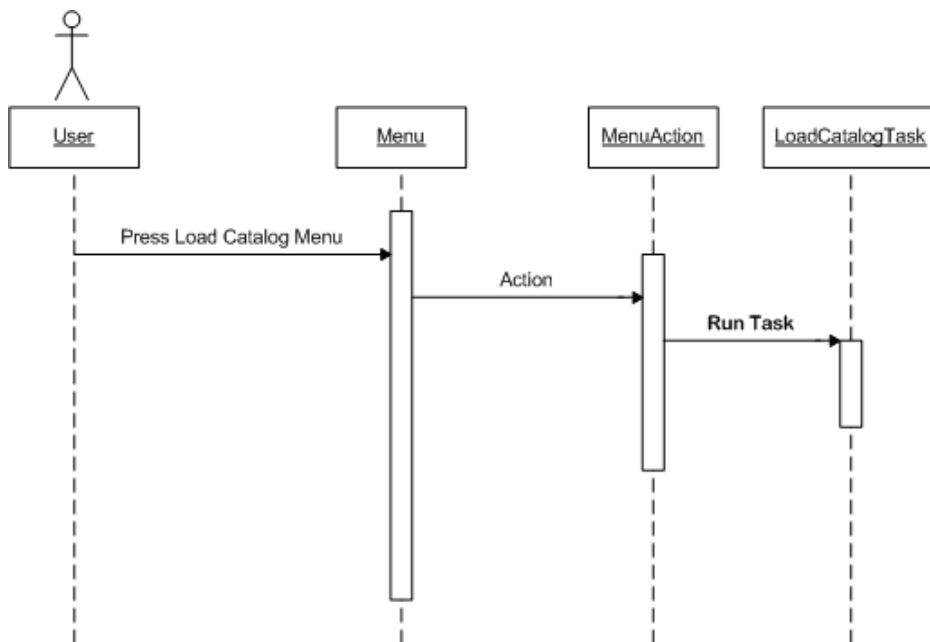 User
Menu
MenuAction
LoadCatalogTask
Press Load Catalog Menu
Action
Run Task